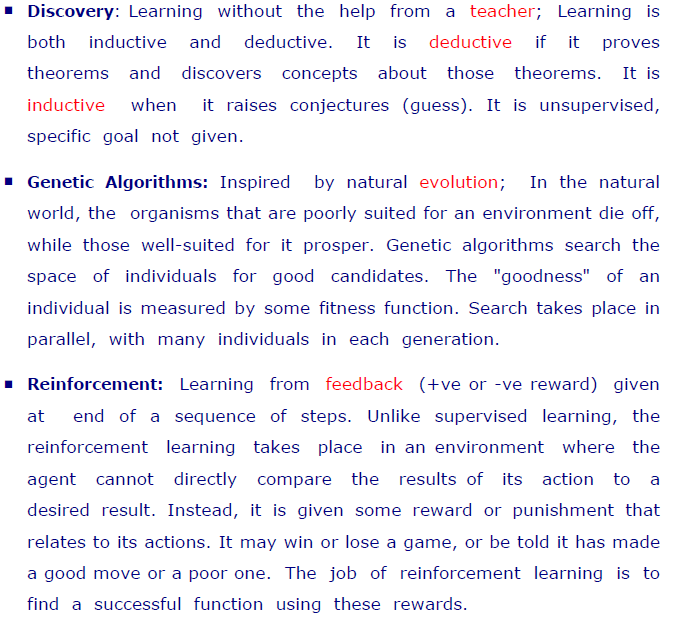 ▪ Discovery: Learning without the help from a teacher; Learning is
both inductive and deductive. It is deductive if it proves
theorems and discovers concepts about those theorems. It is
inductive when it raises conjectures (guess). It is unsupervised,
specific goal not given.
▪ Genetic Algorithms: Inspired by natural evolution; In the natural
world, the organisms that are poorly suited for an environment die off,
while those well-suited for it prosper. Genetic algorithms search the
space of individuals for good candidates. The "goodness" of an
individual is measured by some fitness function. Search takes place in
parallel, with many individuals in each generation.
▪ Reinforcement: Learning from feedback (+ve or -ve reward) given
at end of a sequence of steps. Unlike supervised learning, the
reinforcement learning takes place in an environment where the
agent cannot directly compare the results of its action to a
desired result. Instead, it is given some reward or punishment that
relates to its actions. It may win or lose a game, or be told it has made
a good move or a poor one. The job of reinforcement learning is to
find a successful function using these rewards.